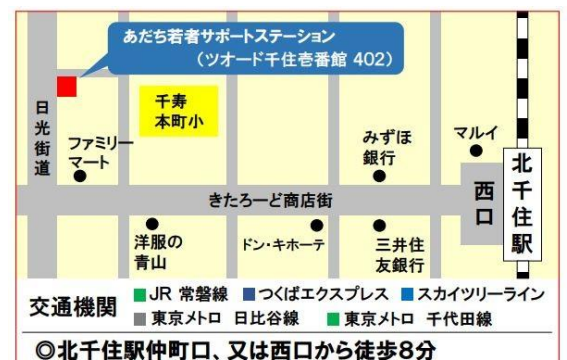 あだち若者サポートステーション
（ツオード千住壱番館 402）
日光街道
千寿
本町小
ファミリー
マート
みずほ
銀行
マルイ
北千住駅
西口
きたろーど商店街
洋服の
青山
ドン・キホーテ
三井住
友銀行
交通機関
JR 常磐線 つくばエクスプレス スカイツリーライン
東京メトロ 日比谷線 東京メトロ 千代田線
◎北千住駅仲町口、又は西口から徒歩8分